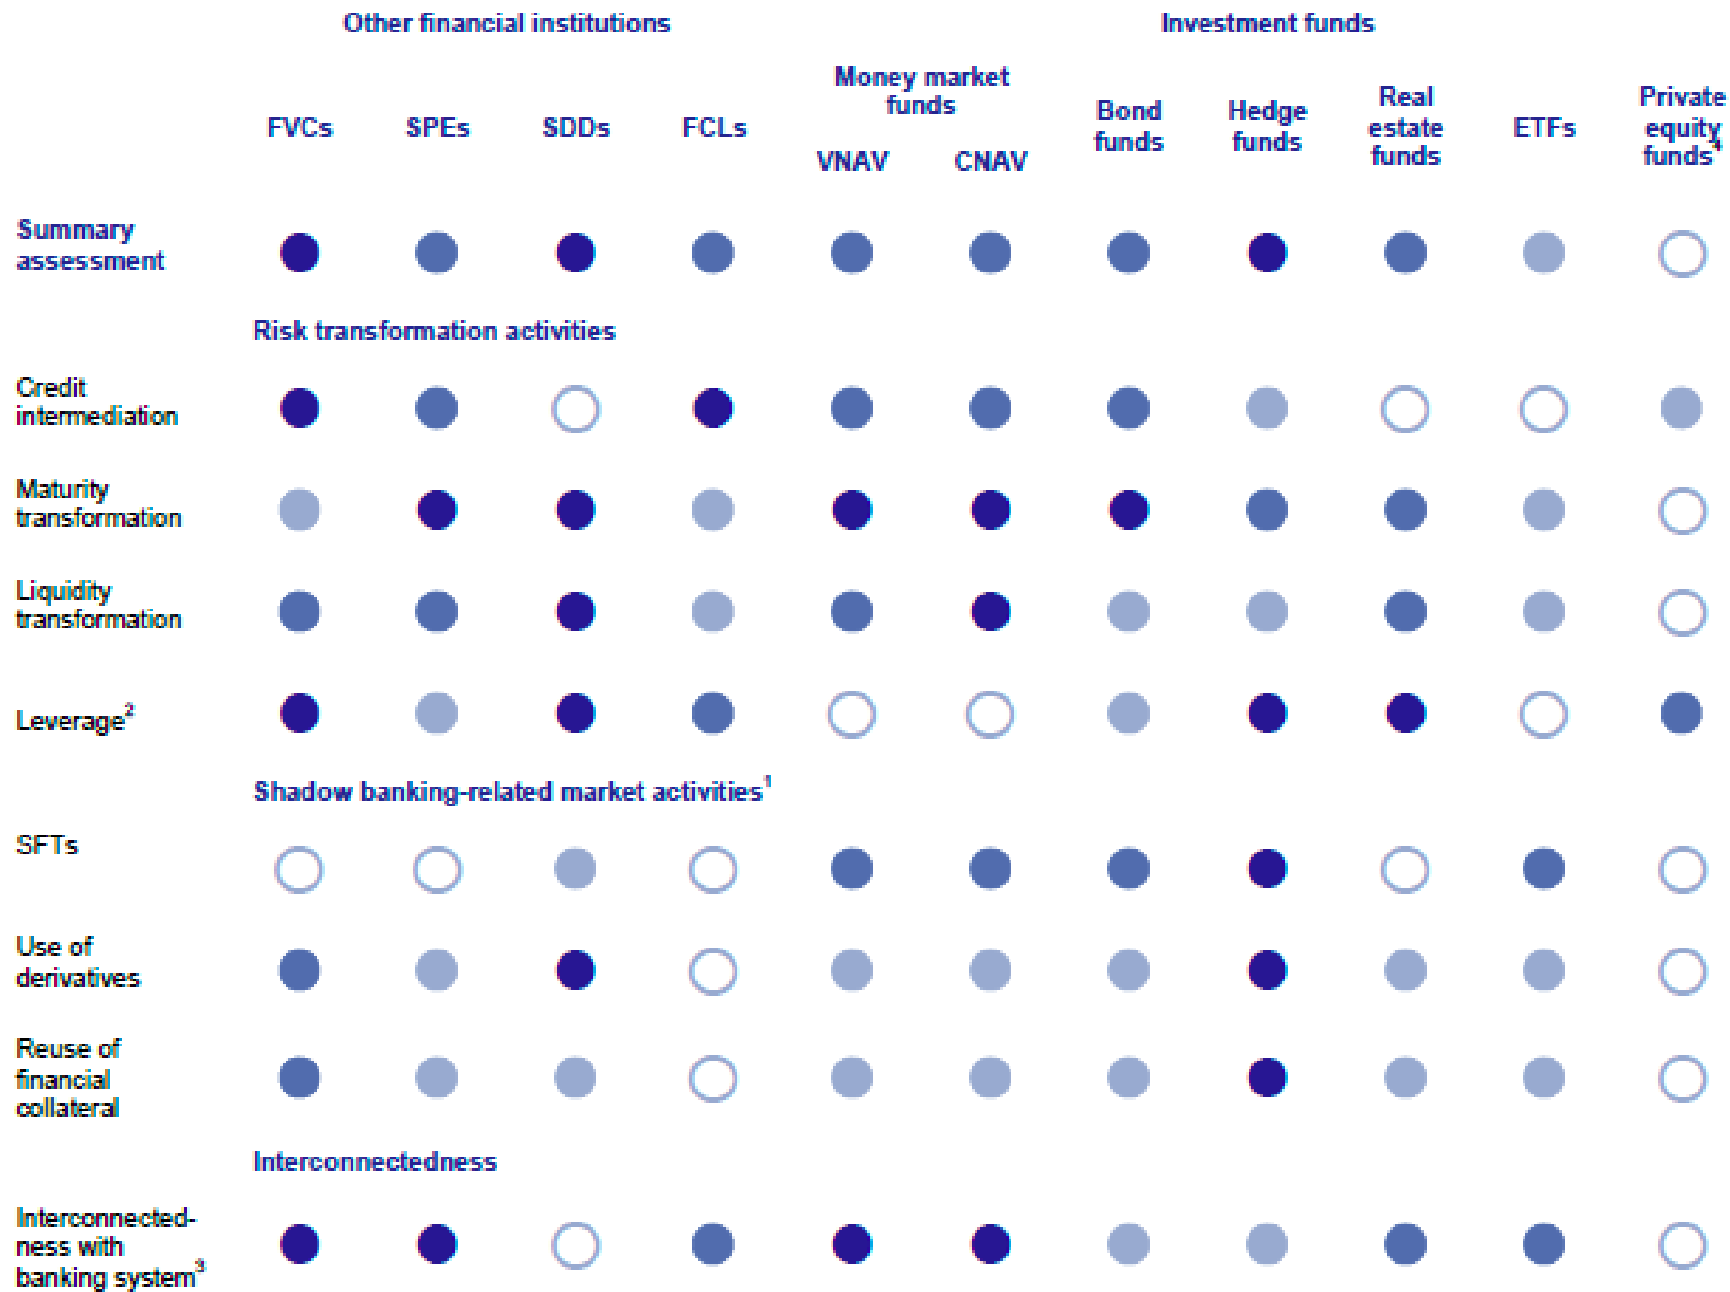 Other financial institutions
Investment funds
FVCs
SPEs
SDDs
FCLs
Money market
funds
VNAV
CNAV
Bond
funds
Hedge
funds
Real
estate
funds
ETFs
Private
equity
funds4
Summary
assessment
Risk transformation activities
Credit
intermediation
Maturity
transformation
Liquidity
transformation
Leverage2
Shadow banking-related market activities1
SFTs
Use of
derivatives
Reuse of
financial
collateral
Interconnectedness
Interconnected-
ness with
banking system3